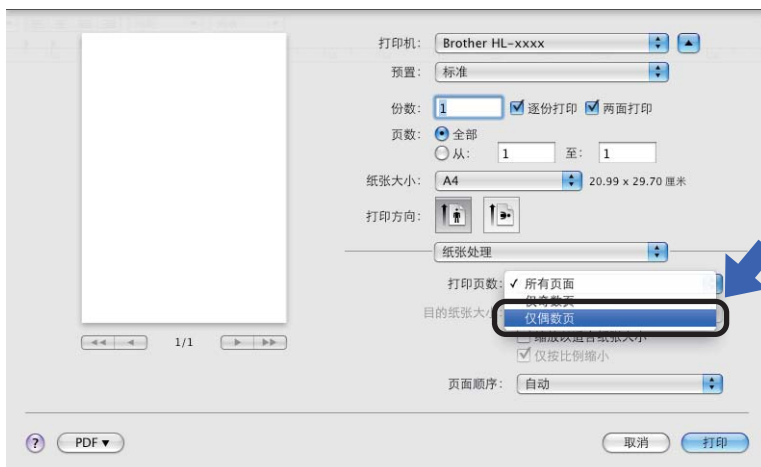 打印机: Brother HL-xxxx
预置: 标准
份数: 1 逐份打印 两面打印
页数: 全部
从: 1 至: 1
纸张大小: A4 20.99 x 29.70 厘米
打印方向:
纸张处理
打印页数: ✓ 所有页面
仅奇数页
目的纸张大小:
仅偶数页
缩放以适合纸张大小
仅按比例缩小
页面顺序: 自动
1/1
? PDF ▼ 取消 打印